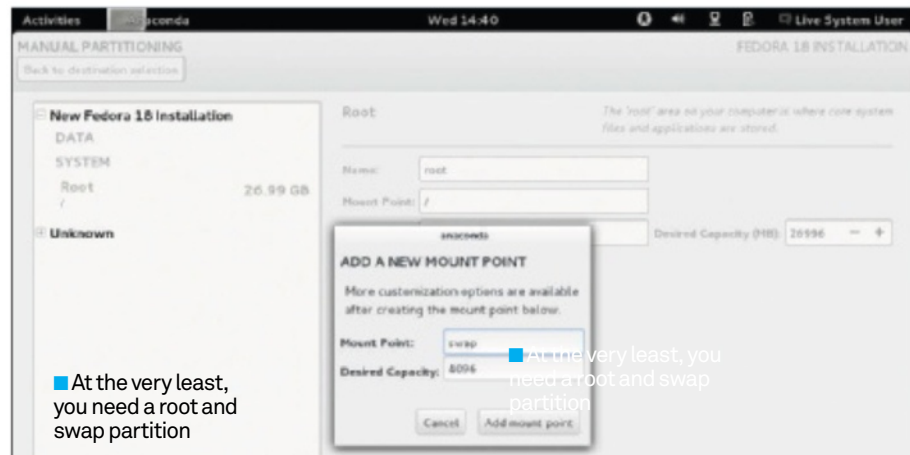 Activities
Anaconda
Wed 14:40
Live System User
MANUAL PARTITIONING
FEDORA 18 INSTALLATION
Back to destination selection
New Fedora 18 Installation
DATA
SYSTEM
Root 26.99 GB
/
Unknown
Root
The 'root' area on your computer is where core system
files and applications are stored.
Name: root
Mount Point: /
Desired Capacity (MB): 26996 - +
anaconda
ADD A NEW MOUNT POINT
More customization options are available
after creating the mount point below.
Mount Point: swap
Desired Capacity: 8096
Cancel Add mount point
At the very least,
you need a root and
swap partition
At the very least, you
need a root and swap
partition